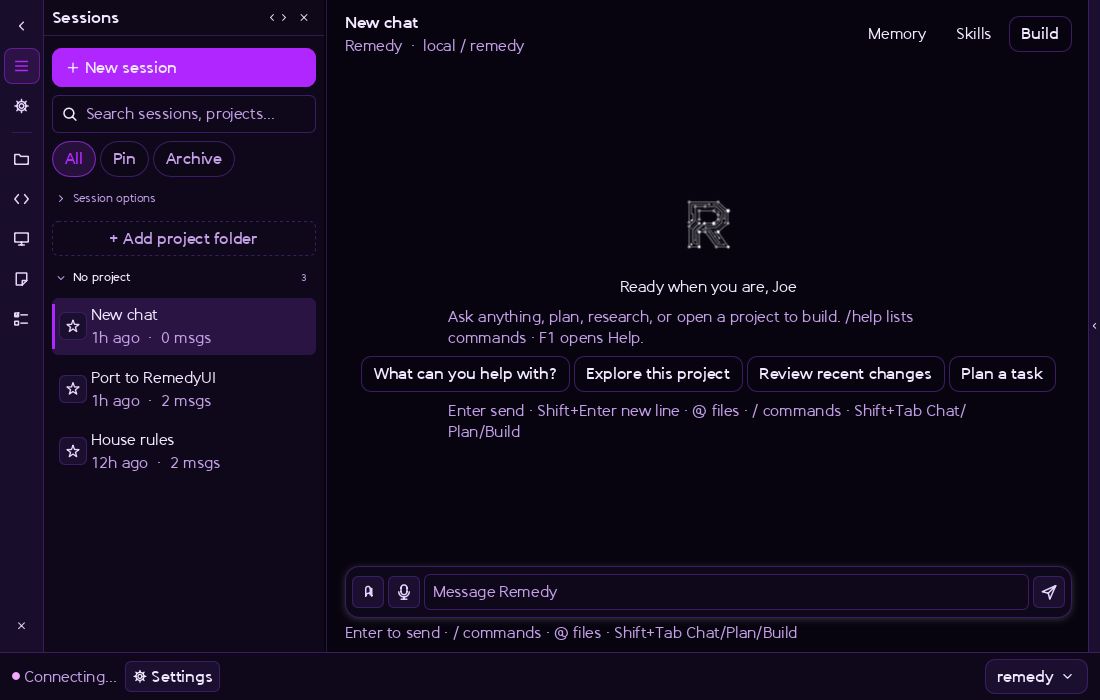 Sessions
+ New session
Search sessions, projects...
All Pin Archive
Session options
+ Add project folder
No project 3
New chat
1h ago · 0 msgs
Port to RemedyUI
1h ago · 2 msgs
House rules
12h ago · 2 msgs
New chat
Remedy · local / remedy
Memory Skills Build
R
Ready when you are, Joe
Ask anything, plan, research, or open a project to build. /help lists
commands · F1 opens Help.
What can you help with? Explore this project Review recent changes Plan a task
Enter send · Shift+Enter new line · @ files · / commands · Shift+Tab Chat/
Plan/Build
Message Remedy
Enter to send · / commands · @ files · Shift+Tab Chat/Plan/Build
Connecting... Settings remedy